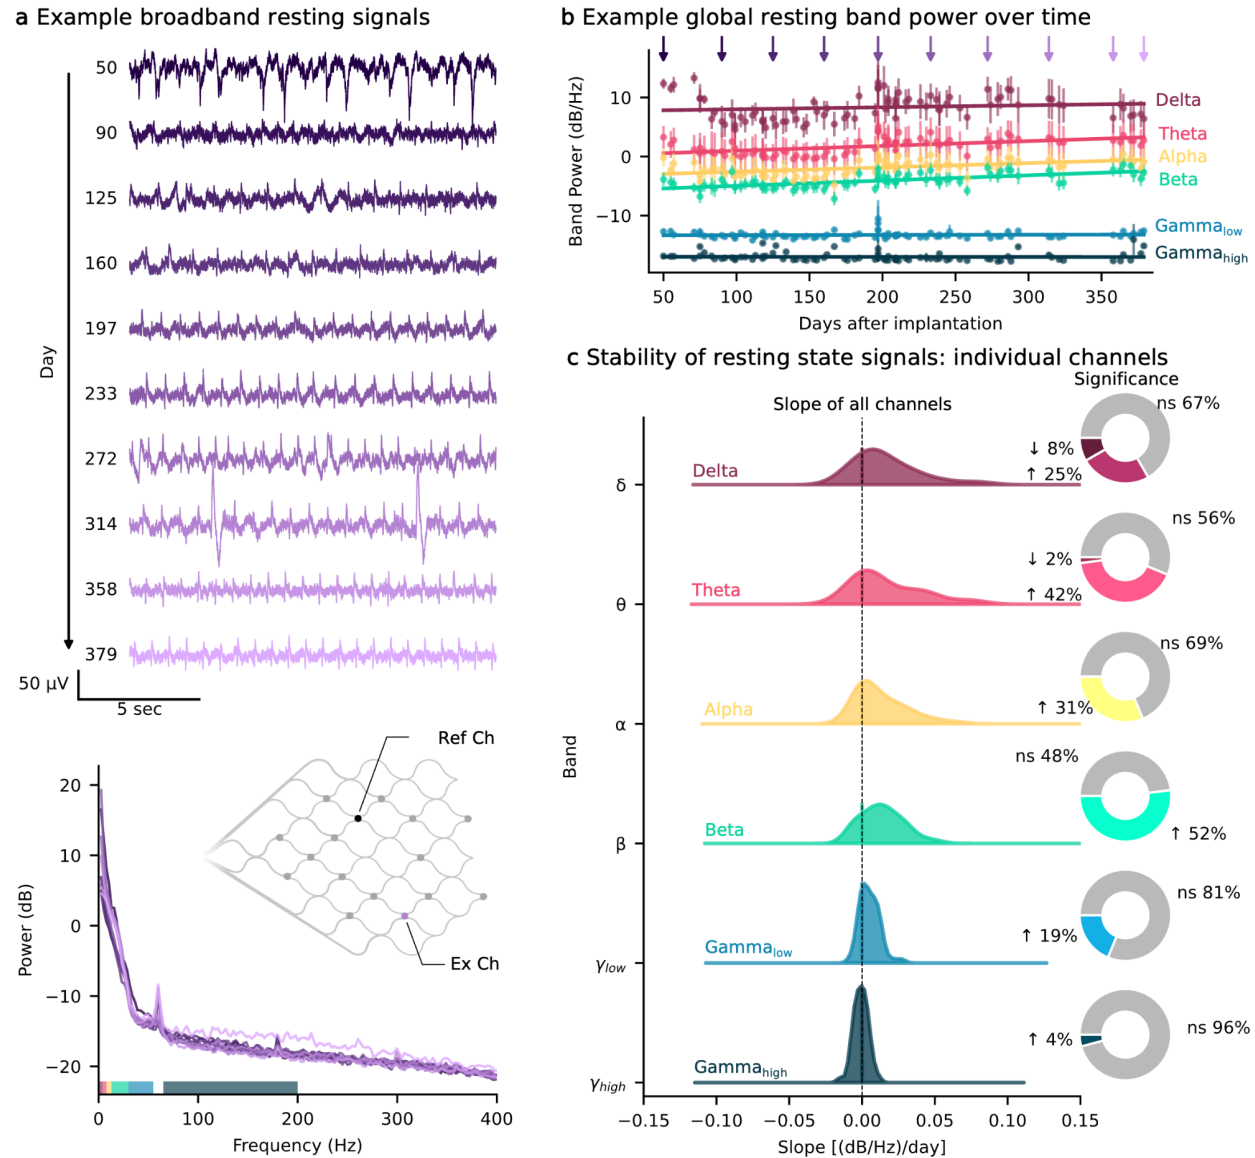 a Example broadband resting signals
50
90
125
160
197
233
272
314
358
379
Day
50 µV
5 sec
Ref Ch
Ex Ch
20
10
0
−10
−20
Power (dB)
0 100 200 300 400
Frequency (Hz)
b Example global resting band power over time
10
0
−10
Band Power (dB/Hz)
Delta
Theta
Alpha
Beta
Gammalow
Gammahigh
50 100 150 200 250 300 350
Days after implantation
c Stability of resting state signals: individual channels
Significance
Slope of all channels
ns 67%
↓ 8%
↑ 25%
Delta
δ
ns 56%
↓ 2%
↑ 42%
Theta
θ
ns 69%
↑ 31%
Alpha
α
Band
ns 48%
↑ 52%
Beta
β
ns 81%
↑ 19%
Gammalow
γlow
ns 96%
↑ 4%
Gammahigh
γhigh
−0.15 −0.10 −0.05 0.00 0.05 0.10 0.15
Slope [(dB/Hz)/day]